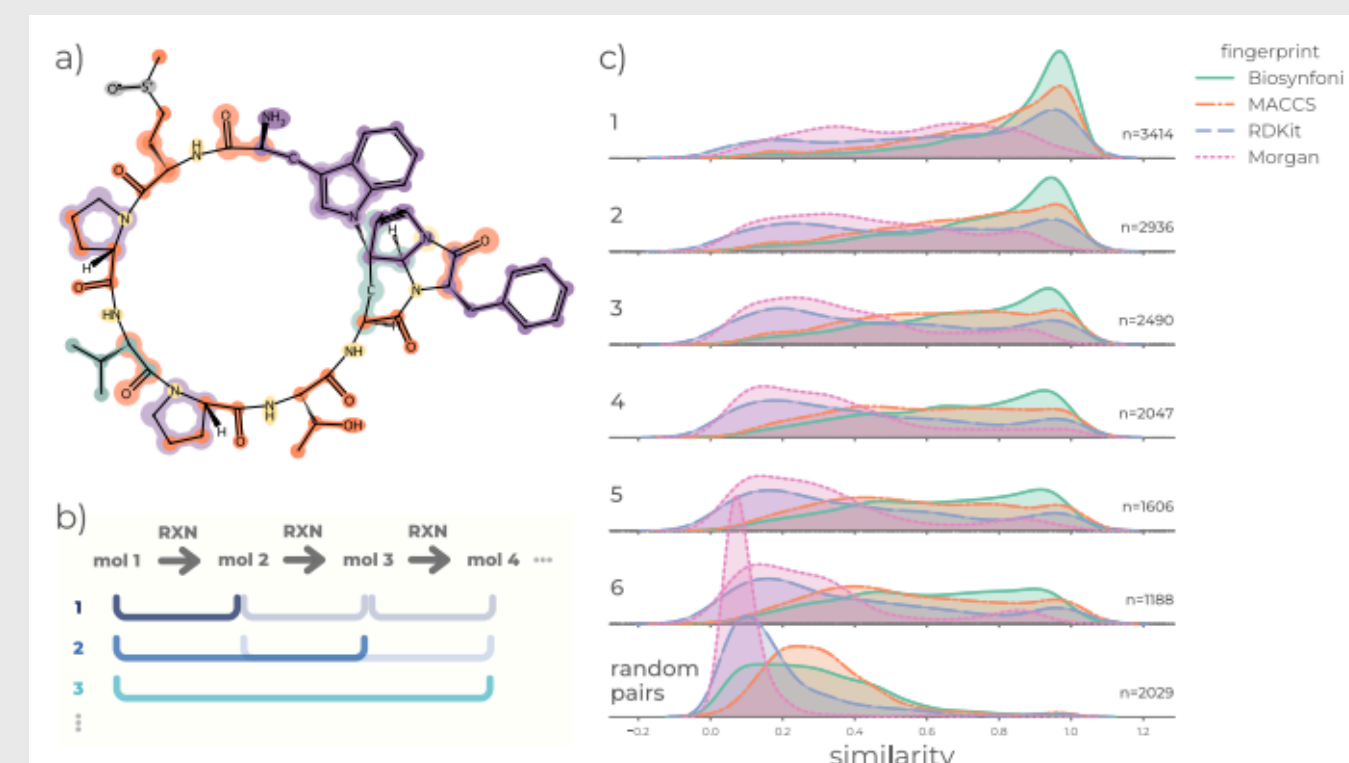 a)
O⁻
S⁺
O
NH₂
H
N
O
N
O
N
H
O
HN
O
N
H
O
N
H
O
OH
NH
O
C
N
H
N
N
O
C
H
b)
RXN
RXN
RXN
mol 1
mol 2
mol 3
mol 4
...
1
2
3
c)
fingerprint
Biosynfoni
MACCS
RDKit
Morgan
1
n=3414
2
n=2936
3
n=2490
4
n=2047
5
n=1606
6
n=1188
random
pairs
n=2029
−0.2 0.0 0.2 0.4 0.6 0.8 1.0 1.2
similarity